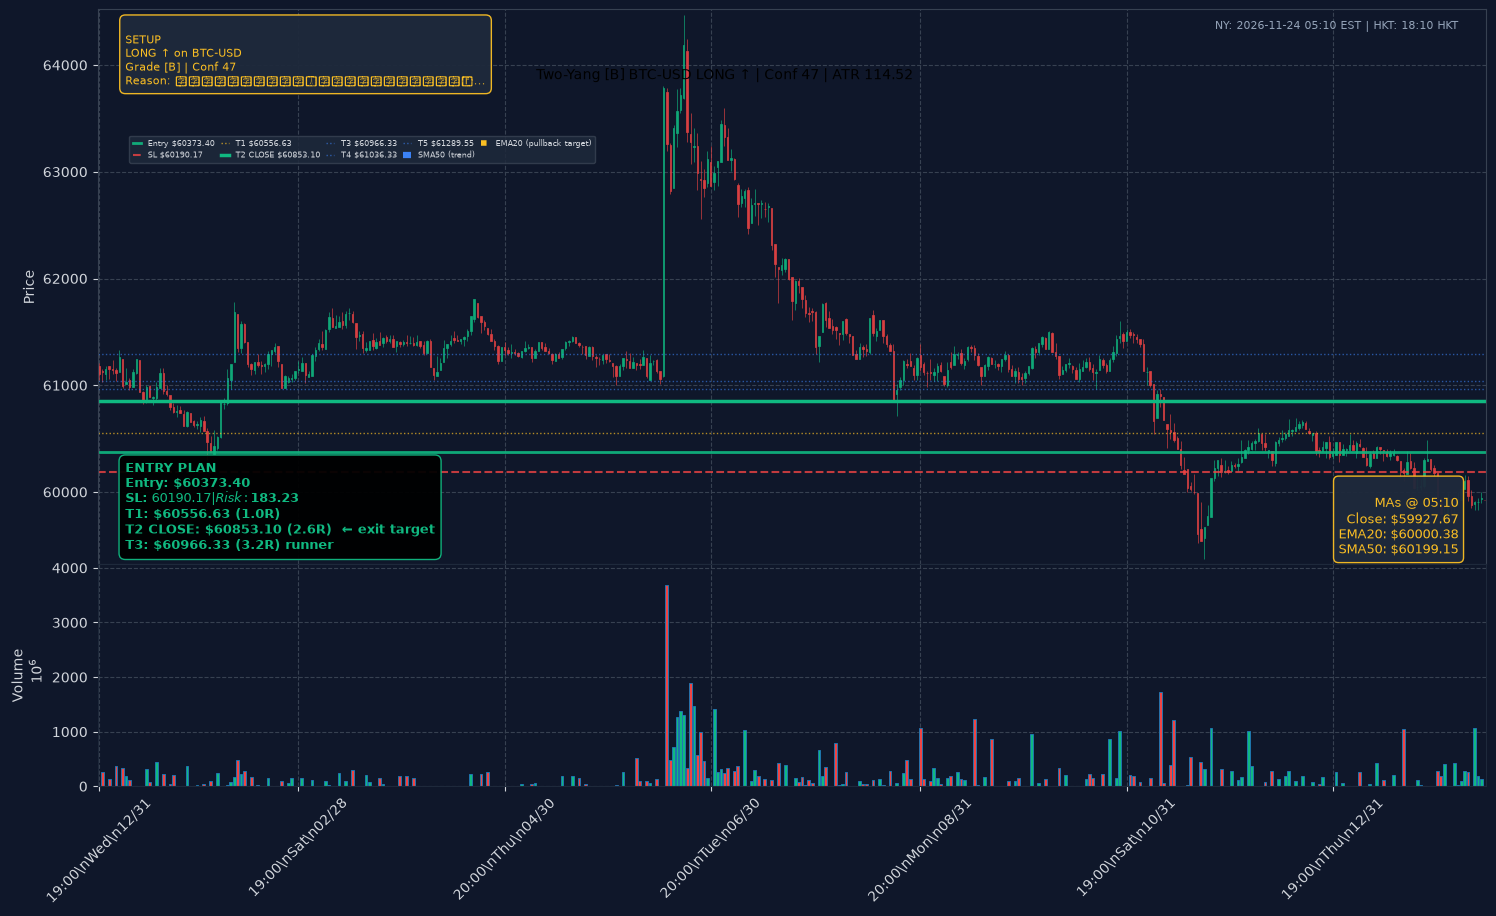 NY: 2026-11-24 05:10 EST | HKT: 18:10 HKT
SETUP
LONG ↑ on BTC-USD
Grade [B] | Conf 47
Reason: ...
Two-Yang [B] BTC-USD LONG ↑ | Conf 47 | ATR 114.52
Entry $60373.40
SL $60190.17
T1 $60556.63
T2 CLOSE $60853.10
T3 $60966.33
T4 $61036.33
T5 $61289.55
SMA50 (trend)
EMA20 (pullback target)
Price
64000
63000
62000
61000
60000
ENTRY PLAN
Entry: $60373.40
SL: 60190.17|Risk:183.23
T1: $60556.63 (1.0R)
T2 CLOSE: $60853.10 (2.6R) ← exit target
T3: $60966.33 (3.2R) runner
MAs @ 05:10
Close: $59927.67
EMA20: $60000.38
SMA50: $60199.15
Volume
10⁶
4000
3000
2000
1000
0
19:00\nWed\n12/31
19:00\nSat\n02/28
20:00\nThu\n04/30
20:00\nTue\n06/30
20:00\nMon\n08/31
19:00\nSat\n10/31
19:00\nThu\n12/31